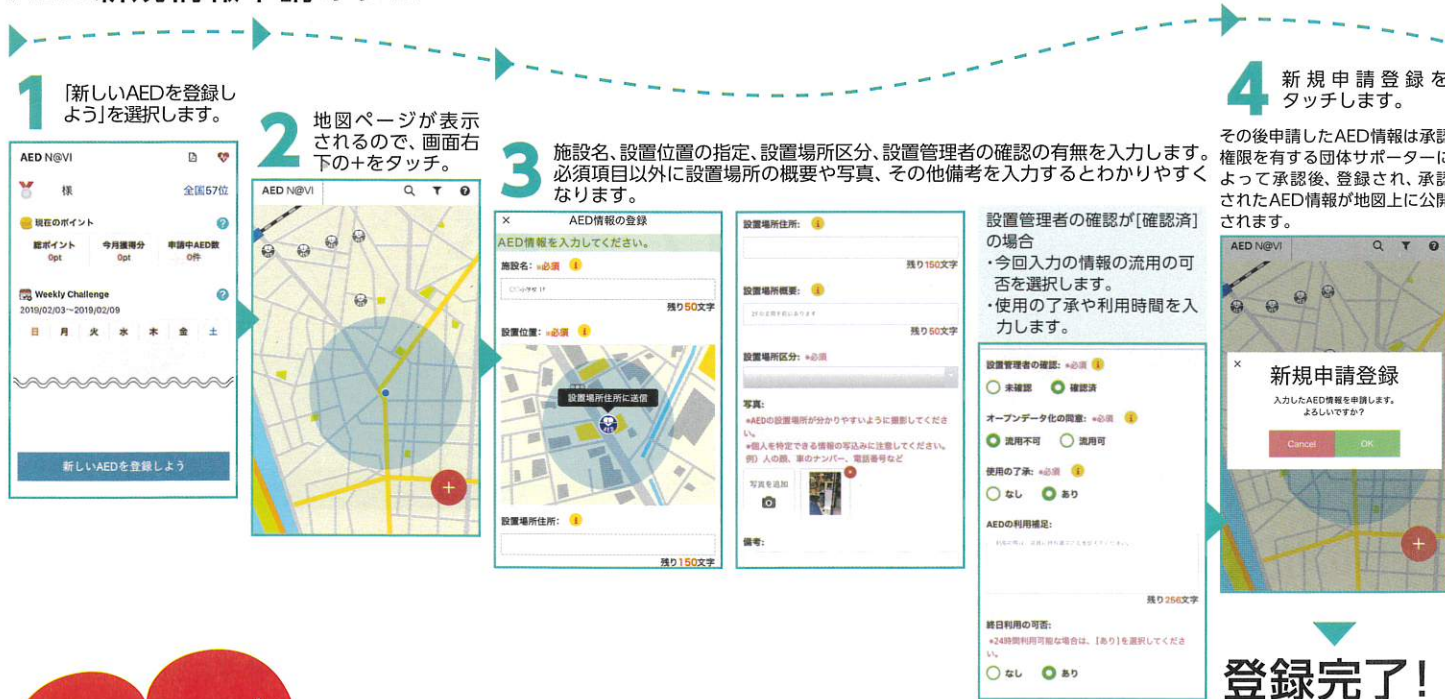 1
「新しいAEDを登録し
よう」を選択します。
AED N@VI
様
全国57位
現在のポイント
総ポイント 今月獲得分 申請中AED数
0pt 0pt 0件
Weekly Challenge
2019/02/03～2019/02/09
日 月 火 水 木 金 土
新しいAEDを登録しよう
2
地図ページが表示
されるので、画面右
下の+をタッチ。
AED N@VI
+
3
施設名、設置位置の指定、設置場所区分、設置管理者の確認の有無を入力します。
必須項目以外に設置場所の概要や写真、その他備考を入力するとわかりやすく
なります。
× AED情報の登録
AED情報を入力してください。
施設名: *必須
残り50文字
設置位置: *必須
設置場所住所に送信
設置場所住所:
残り150文字
設置場所住所:
残り150文字
設置場所概要:
残り50文字
設置場所区分: *必須
写真:
*AEDの設置場所が分かりやすいように撮影してくださ
い。
*個人を特定できる情報の写込みに注意してください。
例）人の顔、車のナンバー、電話番号など
写真を追加
備考:
設置管理者の確認が[確認済]
の場合
・今回入力の情報の流用の可
否を選択します。
・使用の了承や利用時間を入
力します。
設置管理者の確認: *必須
未確認 確認済
オープンデータ化の同意: *必須
流用不可 流用可
使用の了承: *必須
なし あり
AEDの利用補足:
残り256文字
終日利用の可否:
*24時間利用可能な場合は、[あり]を選択してくださ
い。
なし あり
4
新規申請登録を
タッチします。
その後申請したAED情報は承認
権限を有する団体サポーターに
よって承認後、登録され、承認
されたAED情報が地図上に公開
されます。
AED N@VI
×
新規申請登録
入力したAED情報を申請します。
よろしいですか?
Cancel OK
+
登録完了!